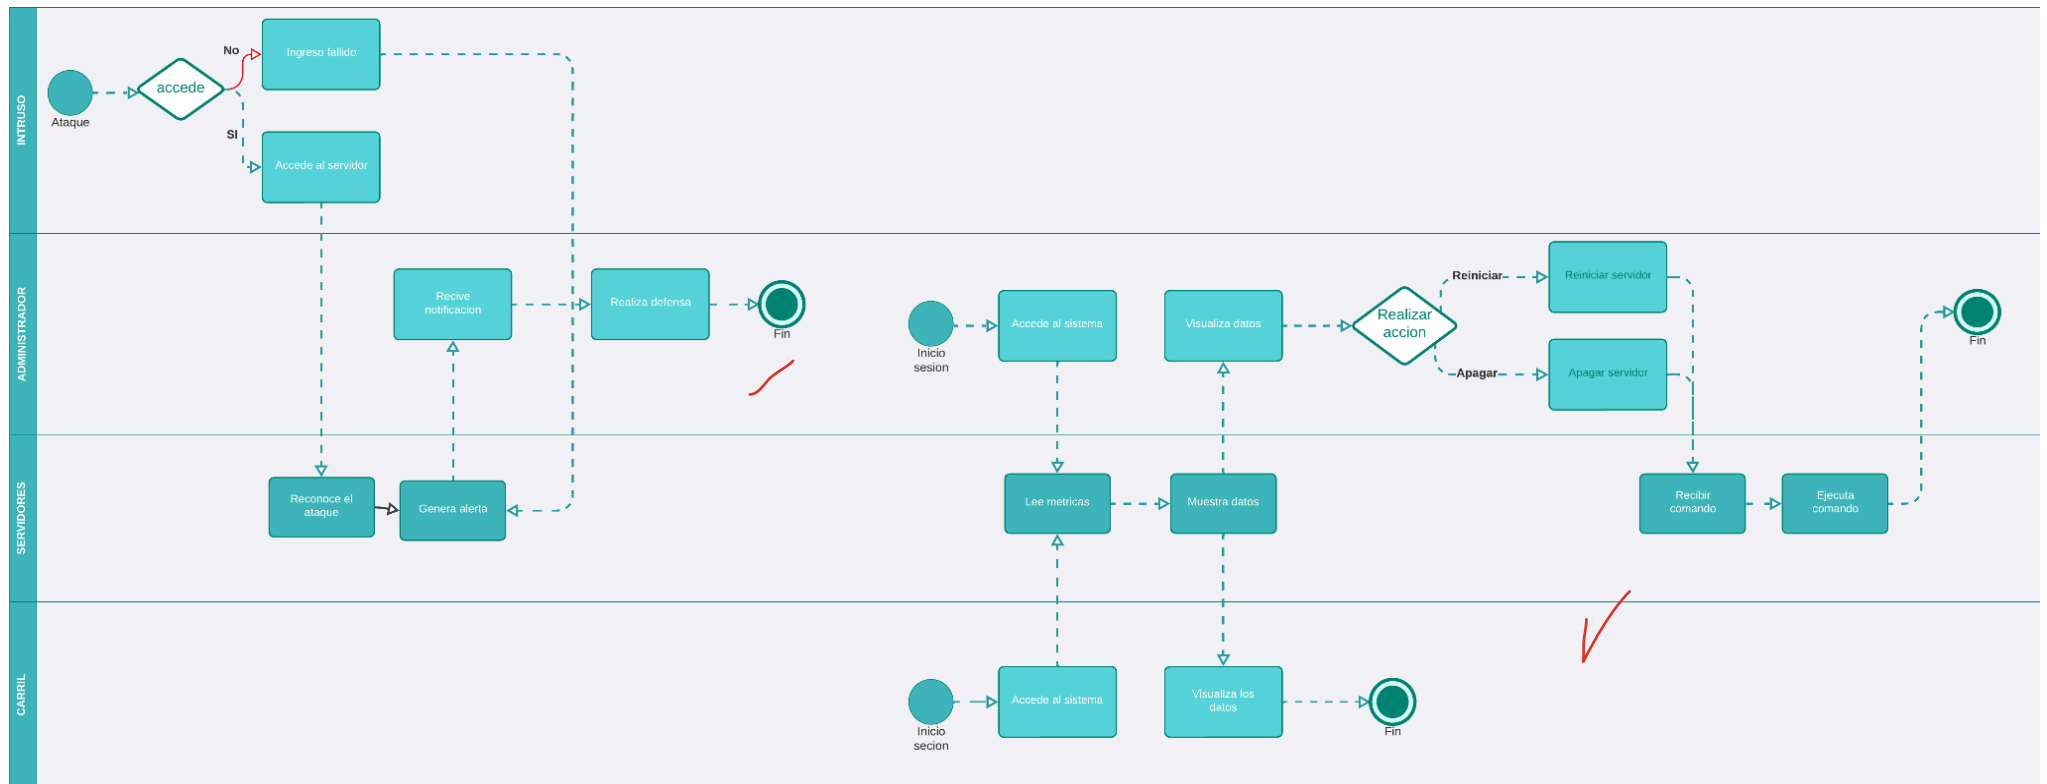 INTRUSO
Ataque
accede
No
SI
Ingreso fallido
Accede al servidor
ADMINISTRADOR
Recive
notificacion
Realiza defensa
Fin
Inicio
sesion
Accede al sistema
Visualiza datos
Realizar
accion
Reiniciar
Apagar
Reiniciar servidor
Apagar servidor
Fin
SERVIDORES
Reconoce el
ataque
Genera alerta
Lee metricas
Muestra datos
Recibir
comando
Ejecuta
comando
CARRIL
Inicio
secion
Accede al sistema
Visualiza los
datos
Fin